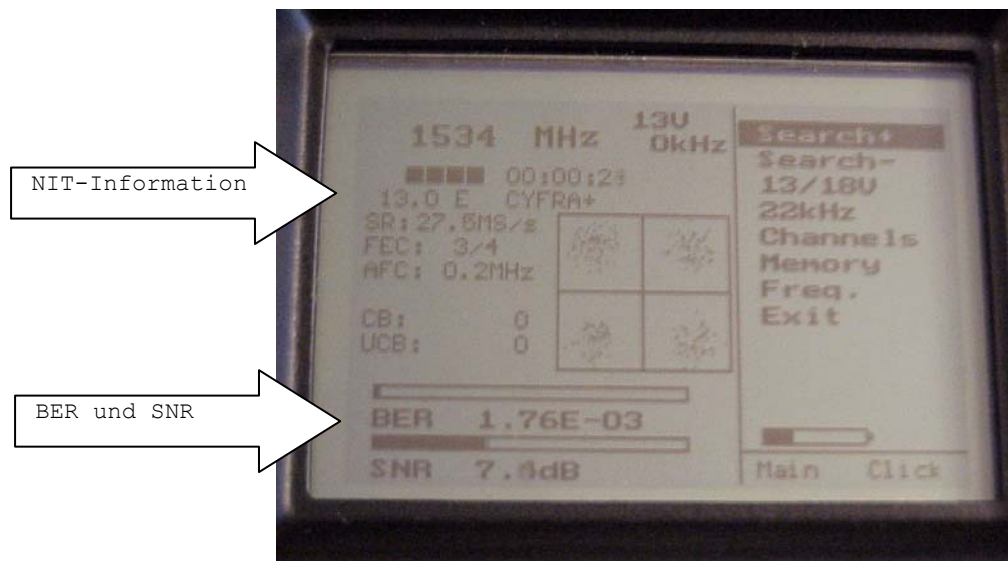 NIT-Information
BER und SNR
1534 MHz
13V
0kHz
00:00:2
13.0 E CYFRA+
SR:27.5MS/s
FEC: 3/4
AFC: 0.2MHz
CB: 0
UCB: 0
BER 1.76E-03
SNR 7.4dB
Search+
Search-
13/18V
22kHz
Channels
Memory
Freq.
Exit
Main Click